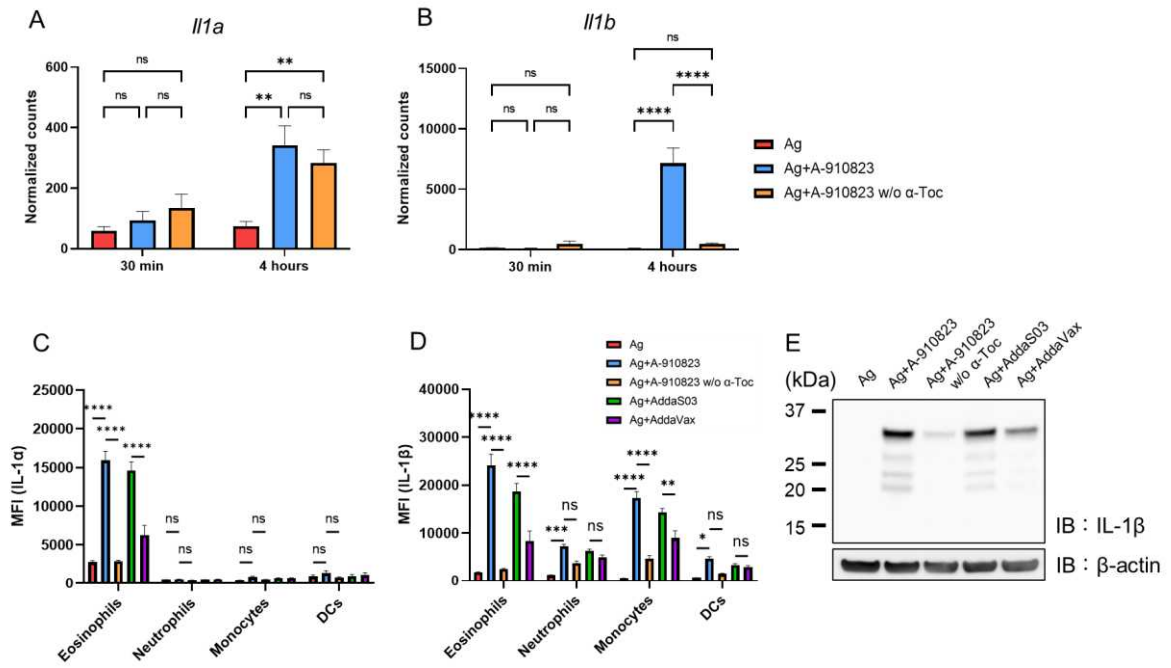 A
Il1a
Normalized counts
600
400
200
0
ns
ns
ns
**
**
ns
30 min
4 hours
B
Il1b
Normalized counts
15000
10000
5000
0
ns
ns
ns
ns
****
****
30 min
4 hours
Ag
Ag+A-910823
Ag+A-910823 w/o α-Toc
C
MFI (IL-1α)
25000
20000
15000
10000
5000
0
****
****
****
ns
ns
ns
ns
ns
ns
Eosinophils
Neutrophils
Monocytes
DCs
D
Ag
Ag+A-910823
Ag+A-910823 w/o α-Toc
Ag+AddaS03
Ag+AddaVax
MFI (IL-1β)
40000
30000
20000
10000
0
****
****
****
***
ns
ns
****
****
**
*
ns
ns
Eosinophils
Neutrophils
Monocytes
DCs
E
(kDa)
Ag
Ag+A-910823
Ag+A-910823
w/o α-Toc
Ag+AddaS03
Ag+AddaVax
37
25
20
15
IB：IL-1β
IB：β-actin